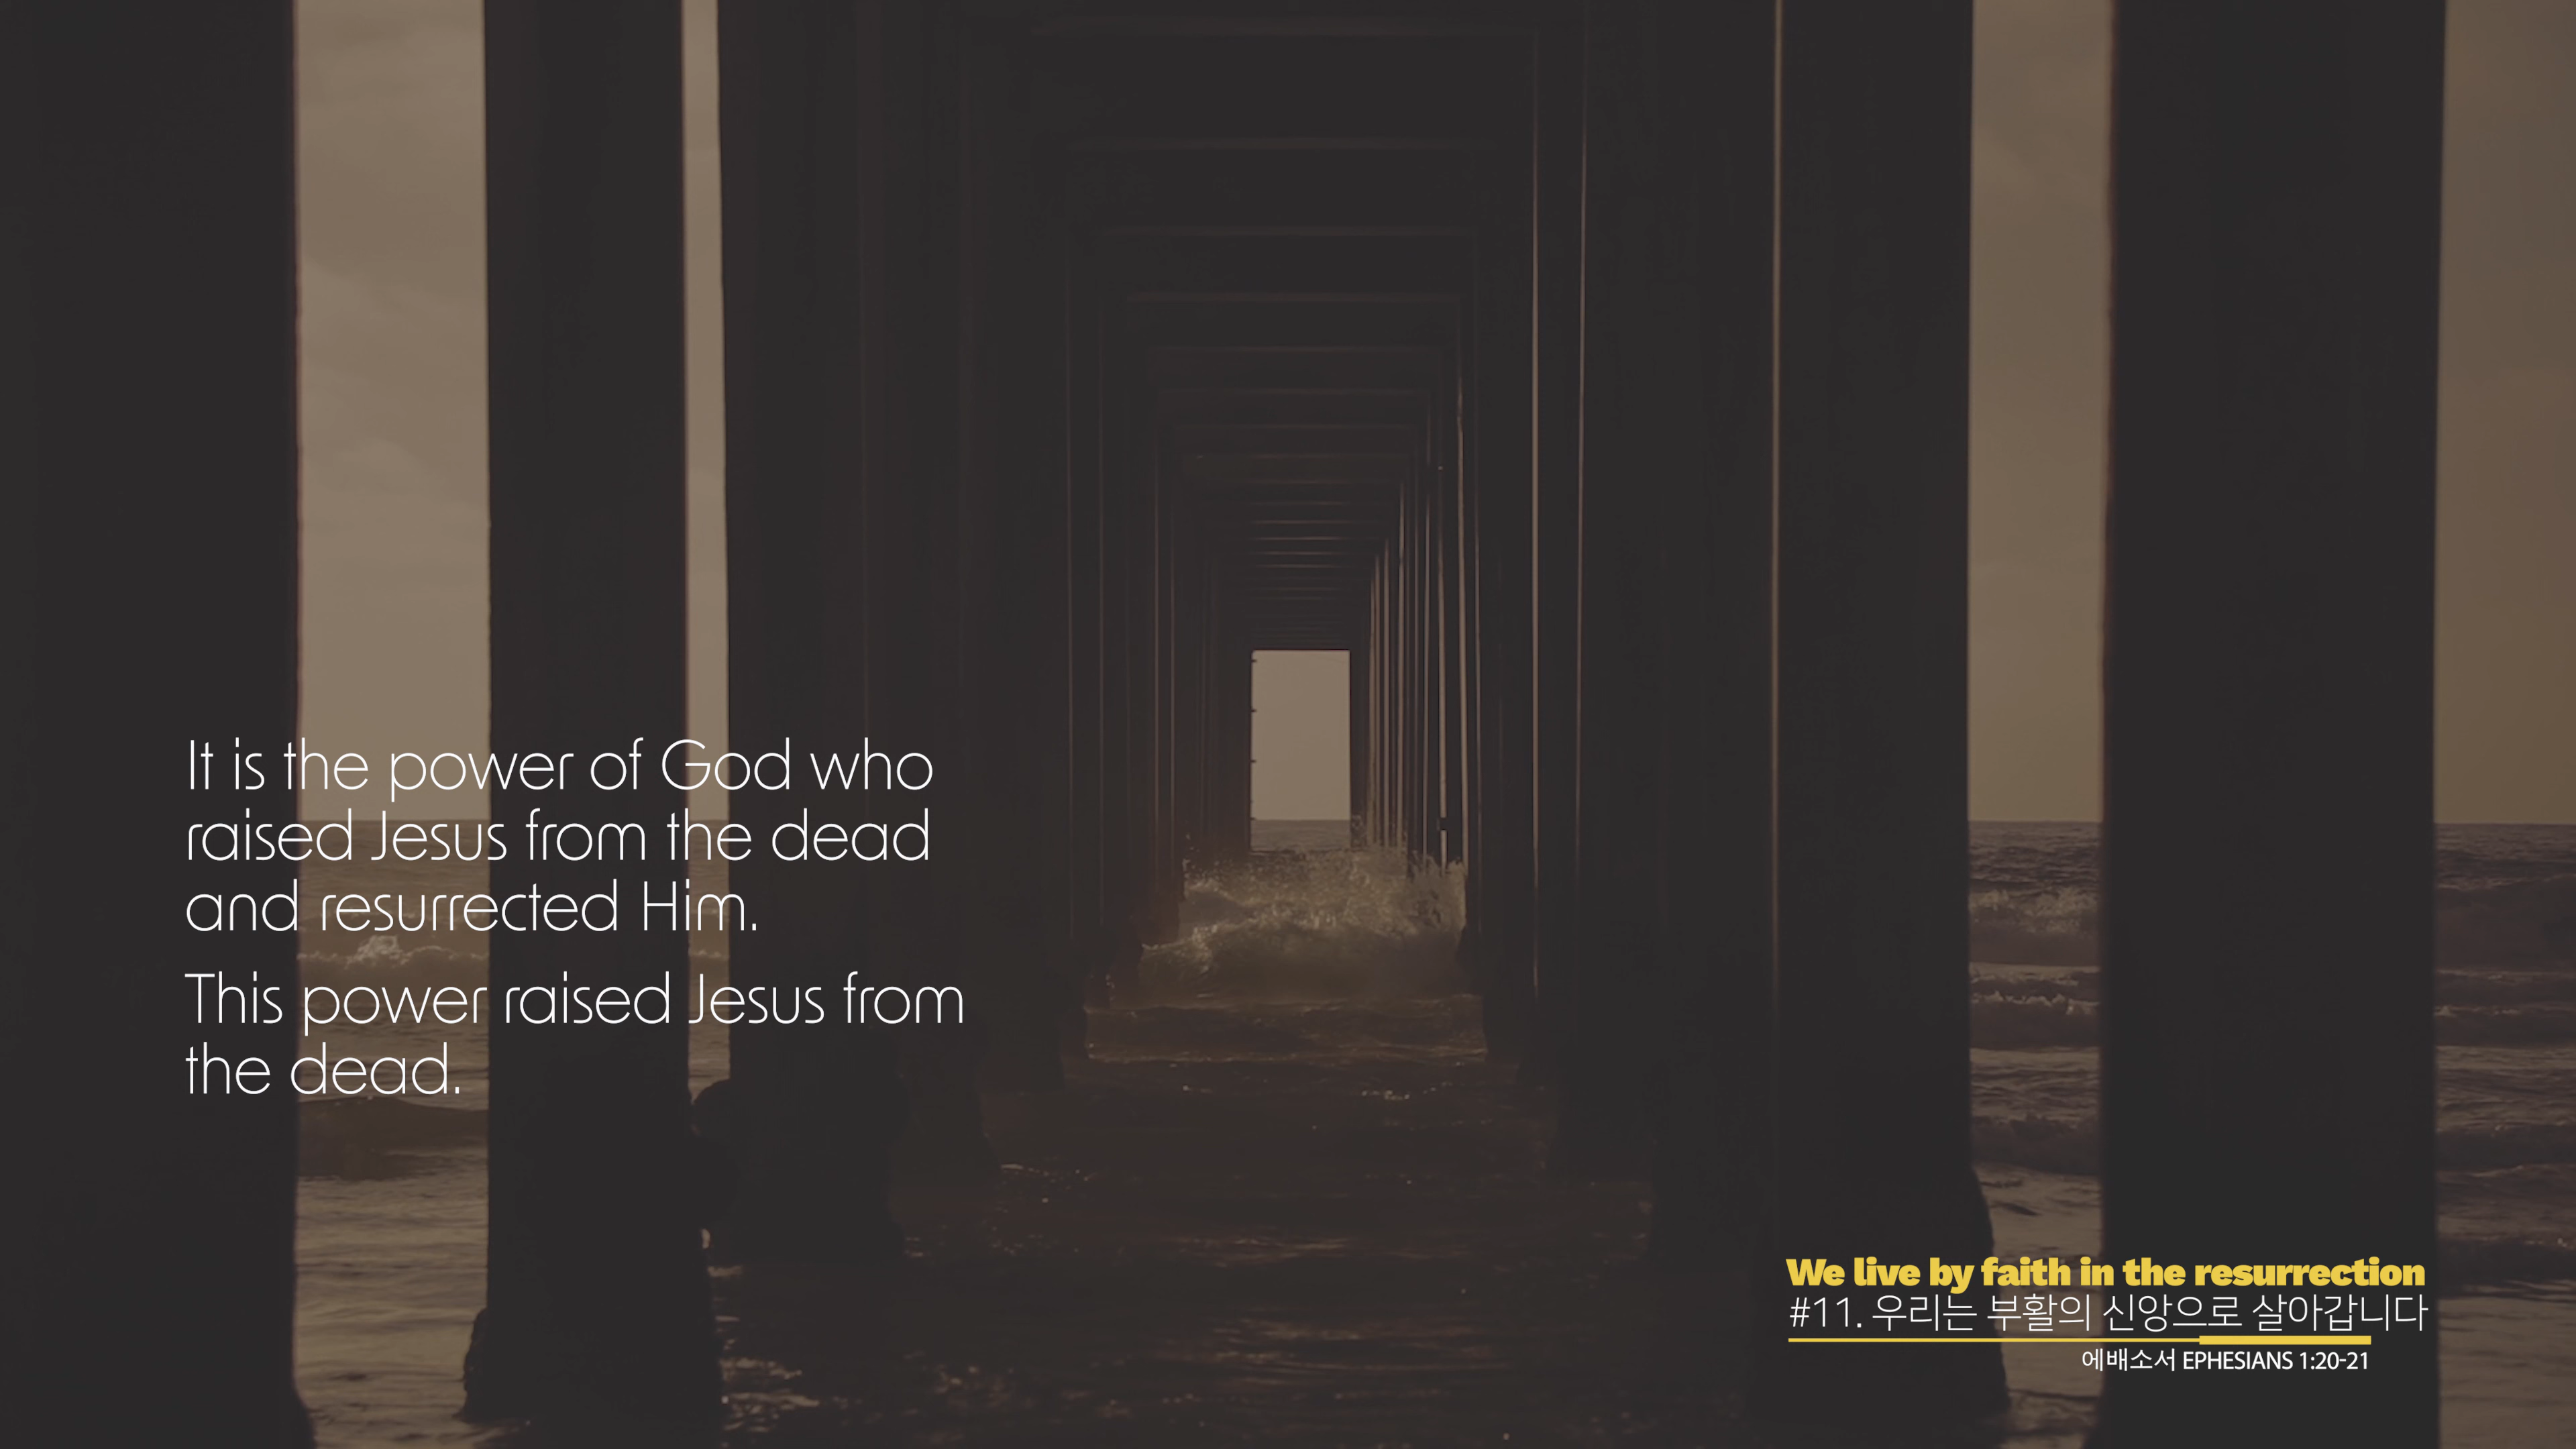 It is the power of God who
raised Jesus from the dead
and resurrected Him.
This power raised Jesus from
the dead.
We live by faith in the resurrection
#11. 우리는 부활의 신앙으로 살아갑니다
에배소서 EPHESIANS 1:20-21